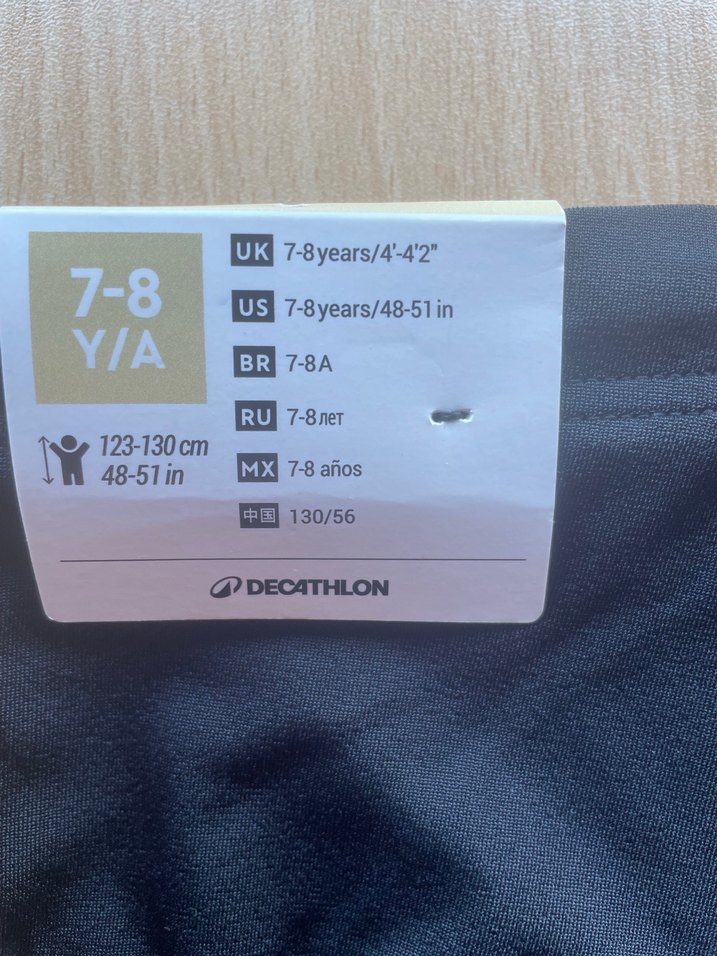 7-8
Y/A
123-130 cm
48-51 in
UK 7-8 years/4'-4'2"
US 7-8 years/48-51 in
BR 7-8 A
RU 7-8 лет
MX 7-8 años
中国 130/56
DECATHLON